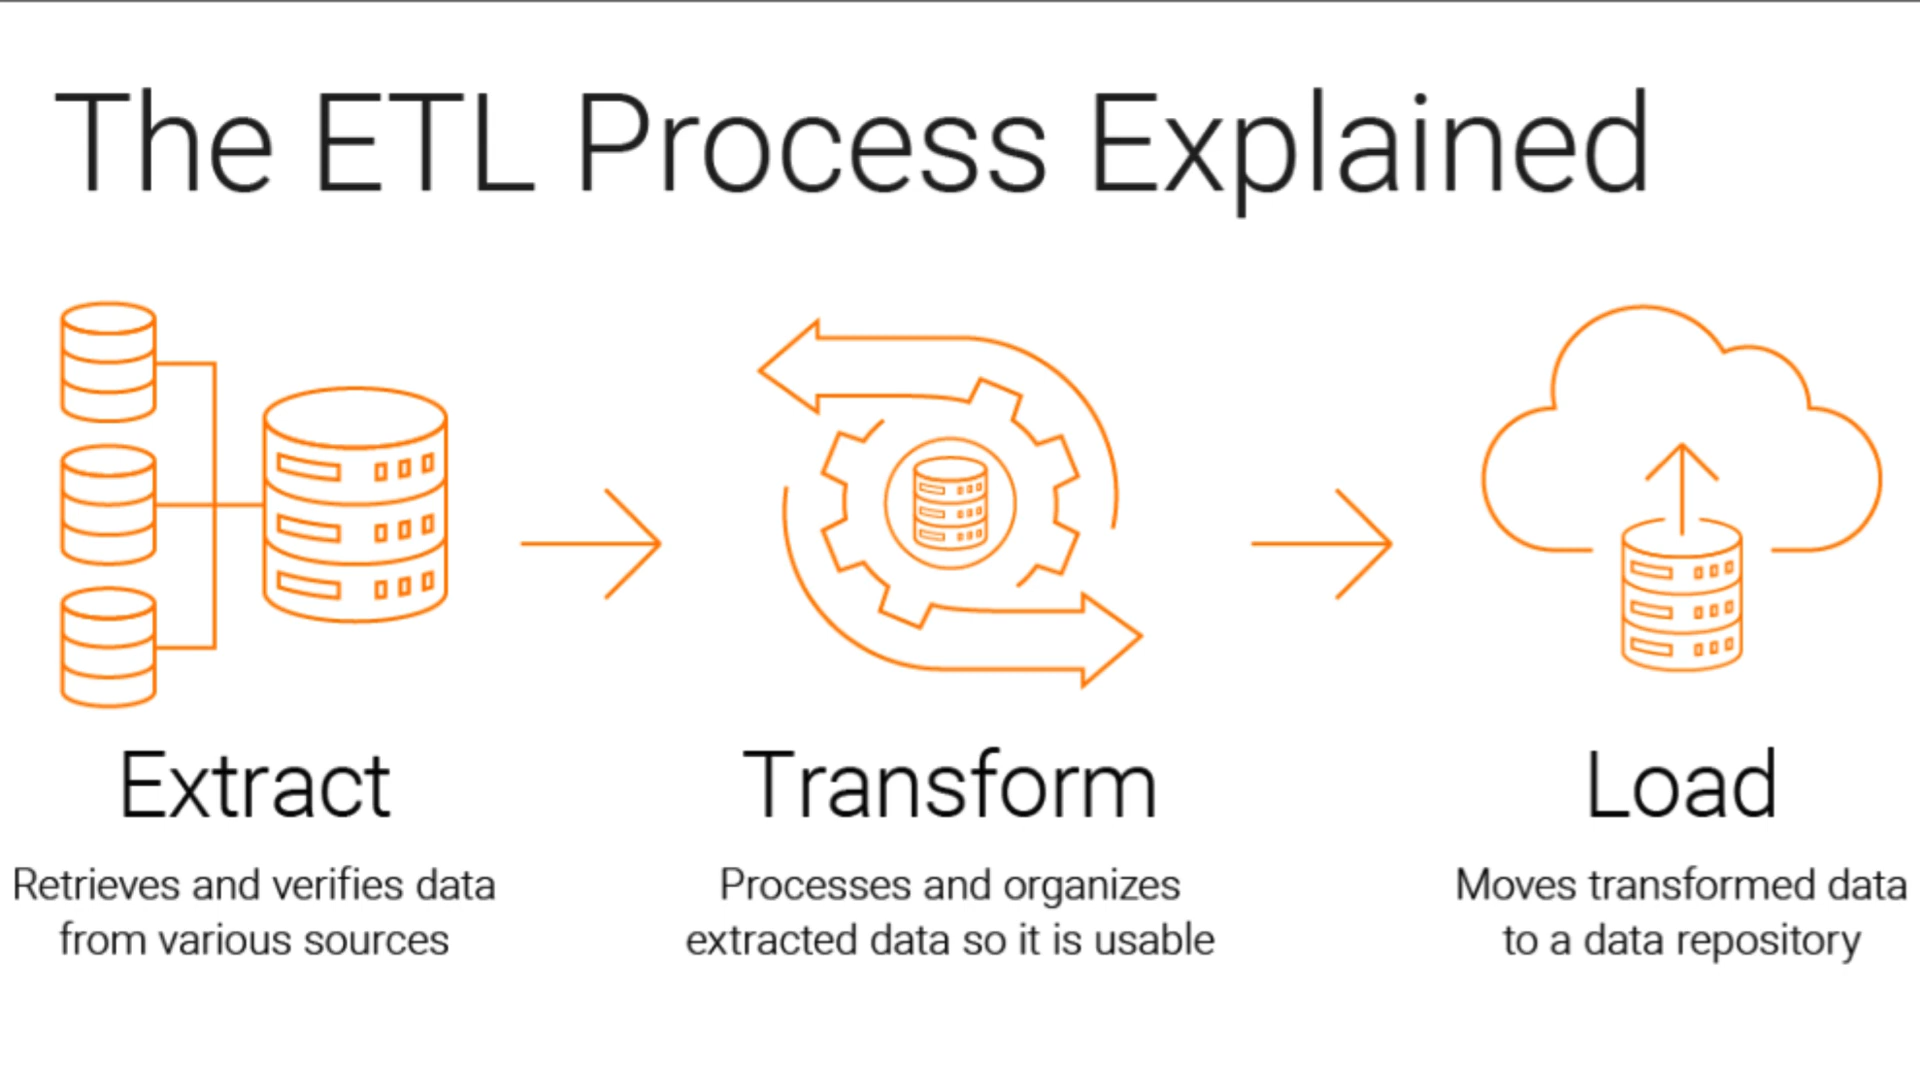 The ETL Process Explained
Extract
Retrieves and verifies data
from various sources
Transform
Processes and organizes
extracted data so it is usable
Load
Moves transformed data
to a data repository